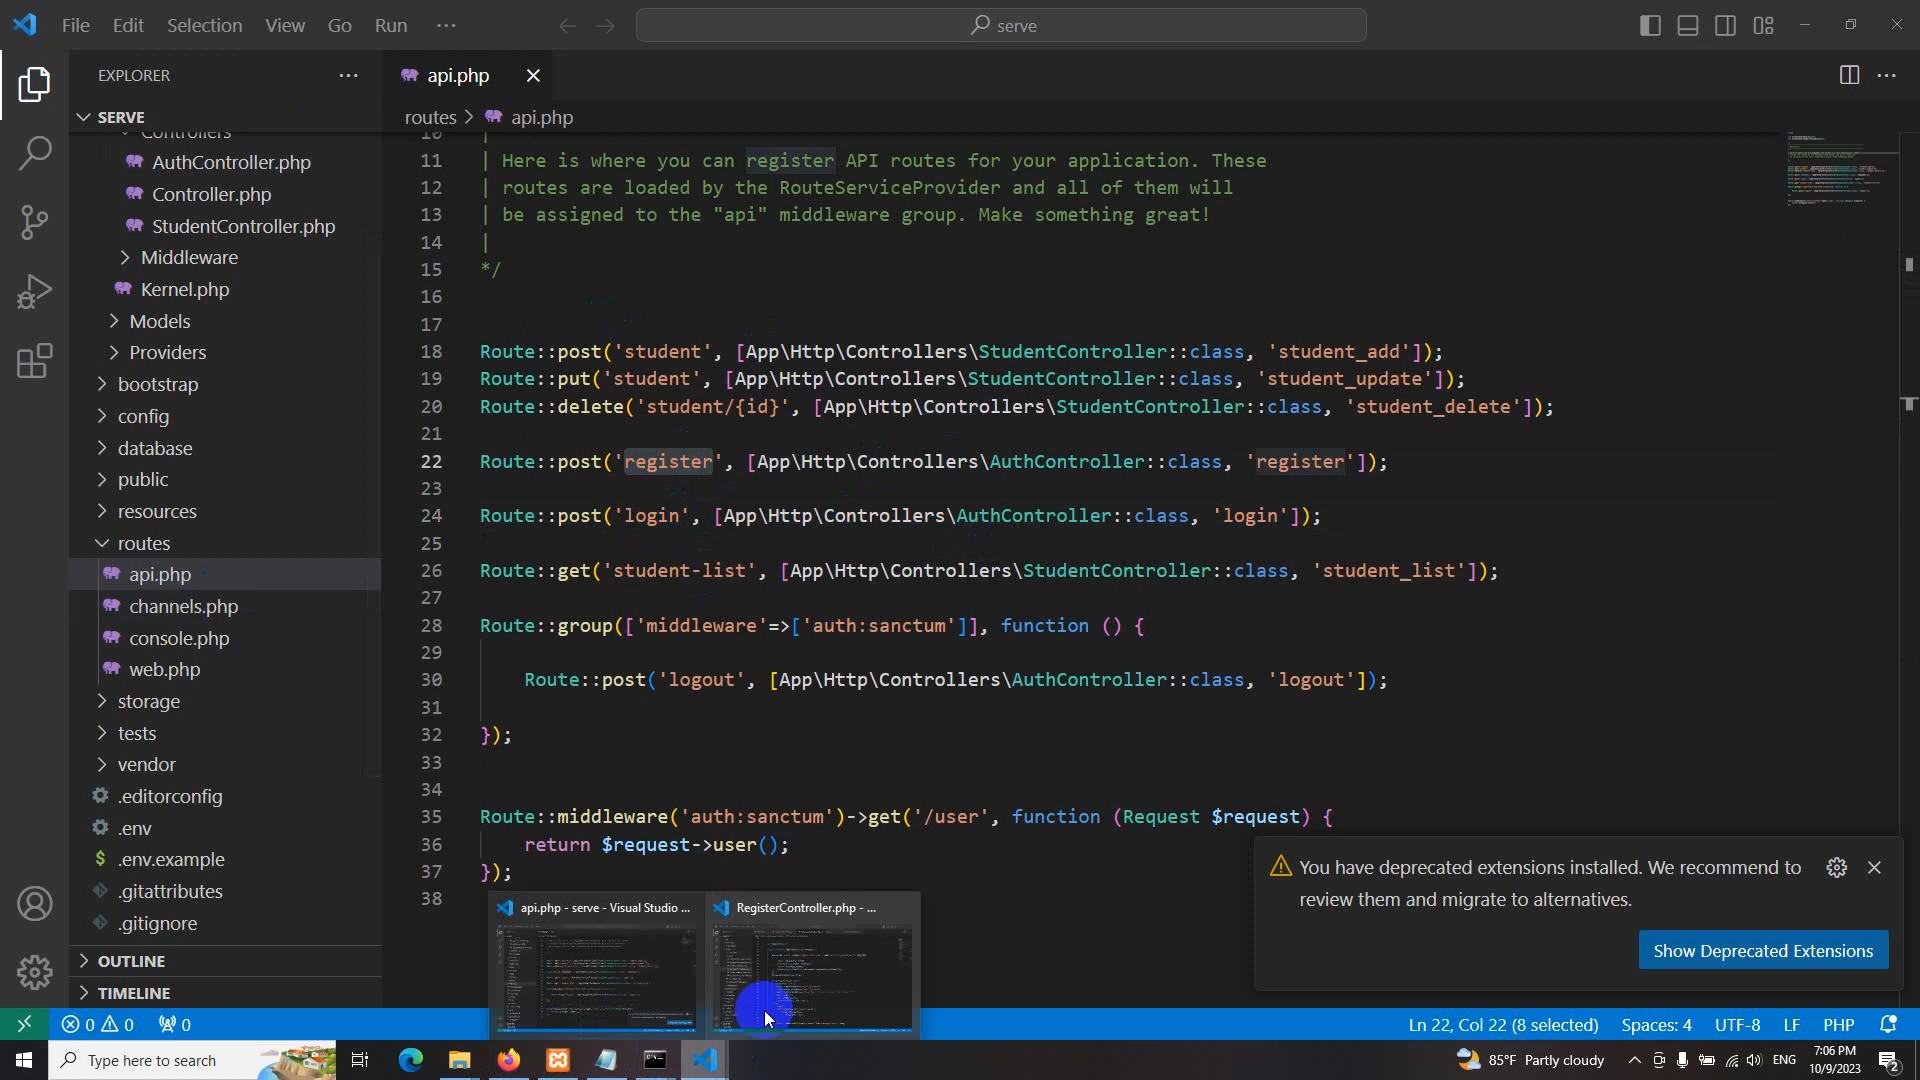 File Edit Selection View Go Run ···
serve
EXPLORER
SERVE
Controllers
AuthController.php
Controller.php
StudentController.php
Middleware
Kernel.php
Models
Providers
bootstrap
config
database
public
resources
routes
api.php
channels.php
console.php
web.php
storage
tests
vendor
.editorconfig
.env
.env.example
.gitattributes
.gitignore
OUTLINE
TIMELINE
api.php
routes > api.php
10 |
11 | Here is where you can register API routes for your application. These
12 | routes are loaded by the RouteServiceProvider and all of them will
13 | be assigned to the "api" middleware group. Make something great!
14 |
15 */
16
17
18 Route::post('student', [App\Http\Controllers\StudentController::class, 'student_add']);
19 Route::put('student', [App\Http\Controllers\StudentController::class, 'student_update']);
20 Route::delete('student/{id}', [App\Http\Controllers\StudentController::class, 'student_delete']);
21
22 Route::post('register', [App\Http\Controllers\AuthController::class, 'register']);
23
24 Route::post('login', [App\Http\Controllers\AuthController::class, 'login']);
25
26 Route::get('student-list', [App\Http\Controllers\StudentController::class, 'student_list']);
27
28 Route::group(['middleware'=>['auth:sanctum']], function () {
29
30 Route::post('logout', [App\Http\Controllers\AuthController::class, 'logout']);
31
32 });
33
34
35 Route::middleware('auth:sanctum')->get('/user', function (Request $request) {
36 return $request->user();
37 });
38
You have deprecated extensions installed. We recommend to
review them and migrate to alternatives.
Show Deprecated Extensions
api.php - serve - Visual Studio ...
RegisterController.php - ...
0 0 0
Ln 22, Col 22 (8 selected) Spaces: 4 UTF-8 LF PHP
Type here to search
85°F Partly cloudy
ENG
7:06 PM
10/9/2023
2